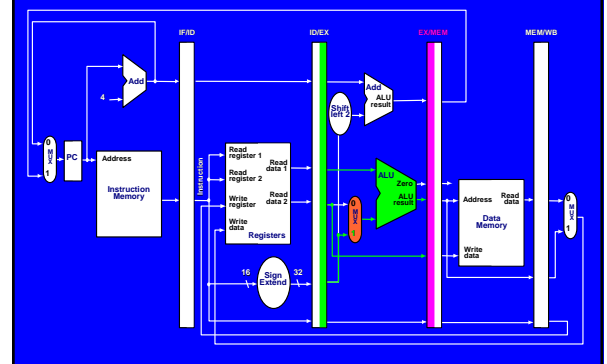 IF/ID
ID/EX
EX/MEM
MEM/WB
Add
4
Add
ALU
result
Shift
left 2
0
M
U
X
1
PC
Address
Instruction
Memory
Instruction
Read
register 1
Read
register 2
Write
register
Write
data
Read
data 1
Read
data 2
Registers
16
Sign
Extend
32
0
M
U
X
1
ALU
Zero
ALU
result
Address
Read
data
Data
Memory
Write
data
0
M
U
X
1